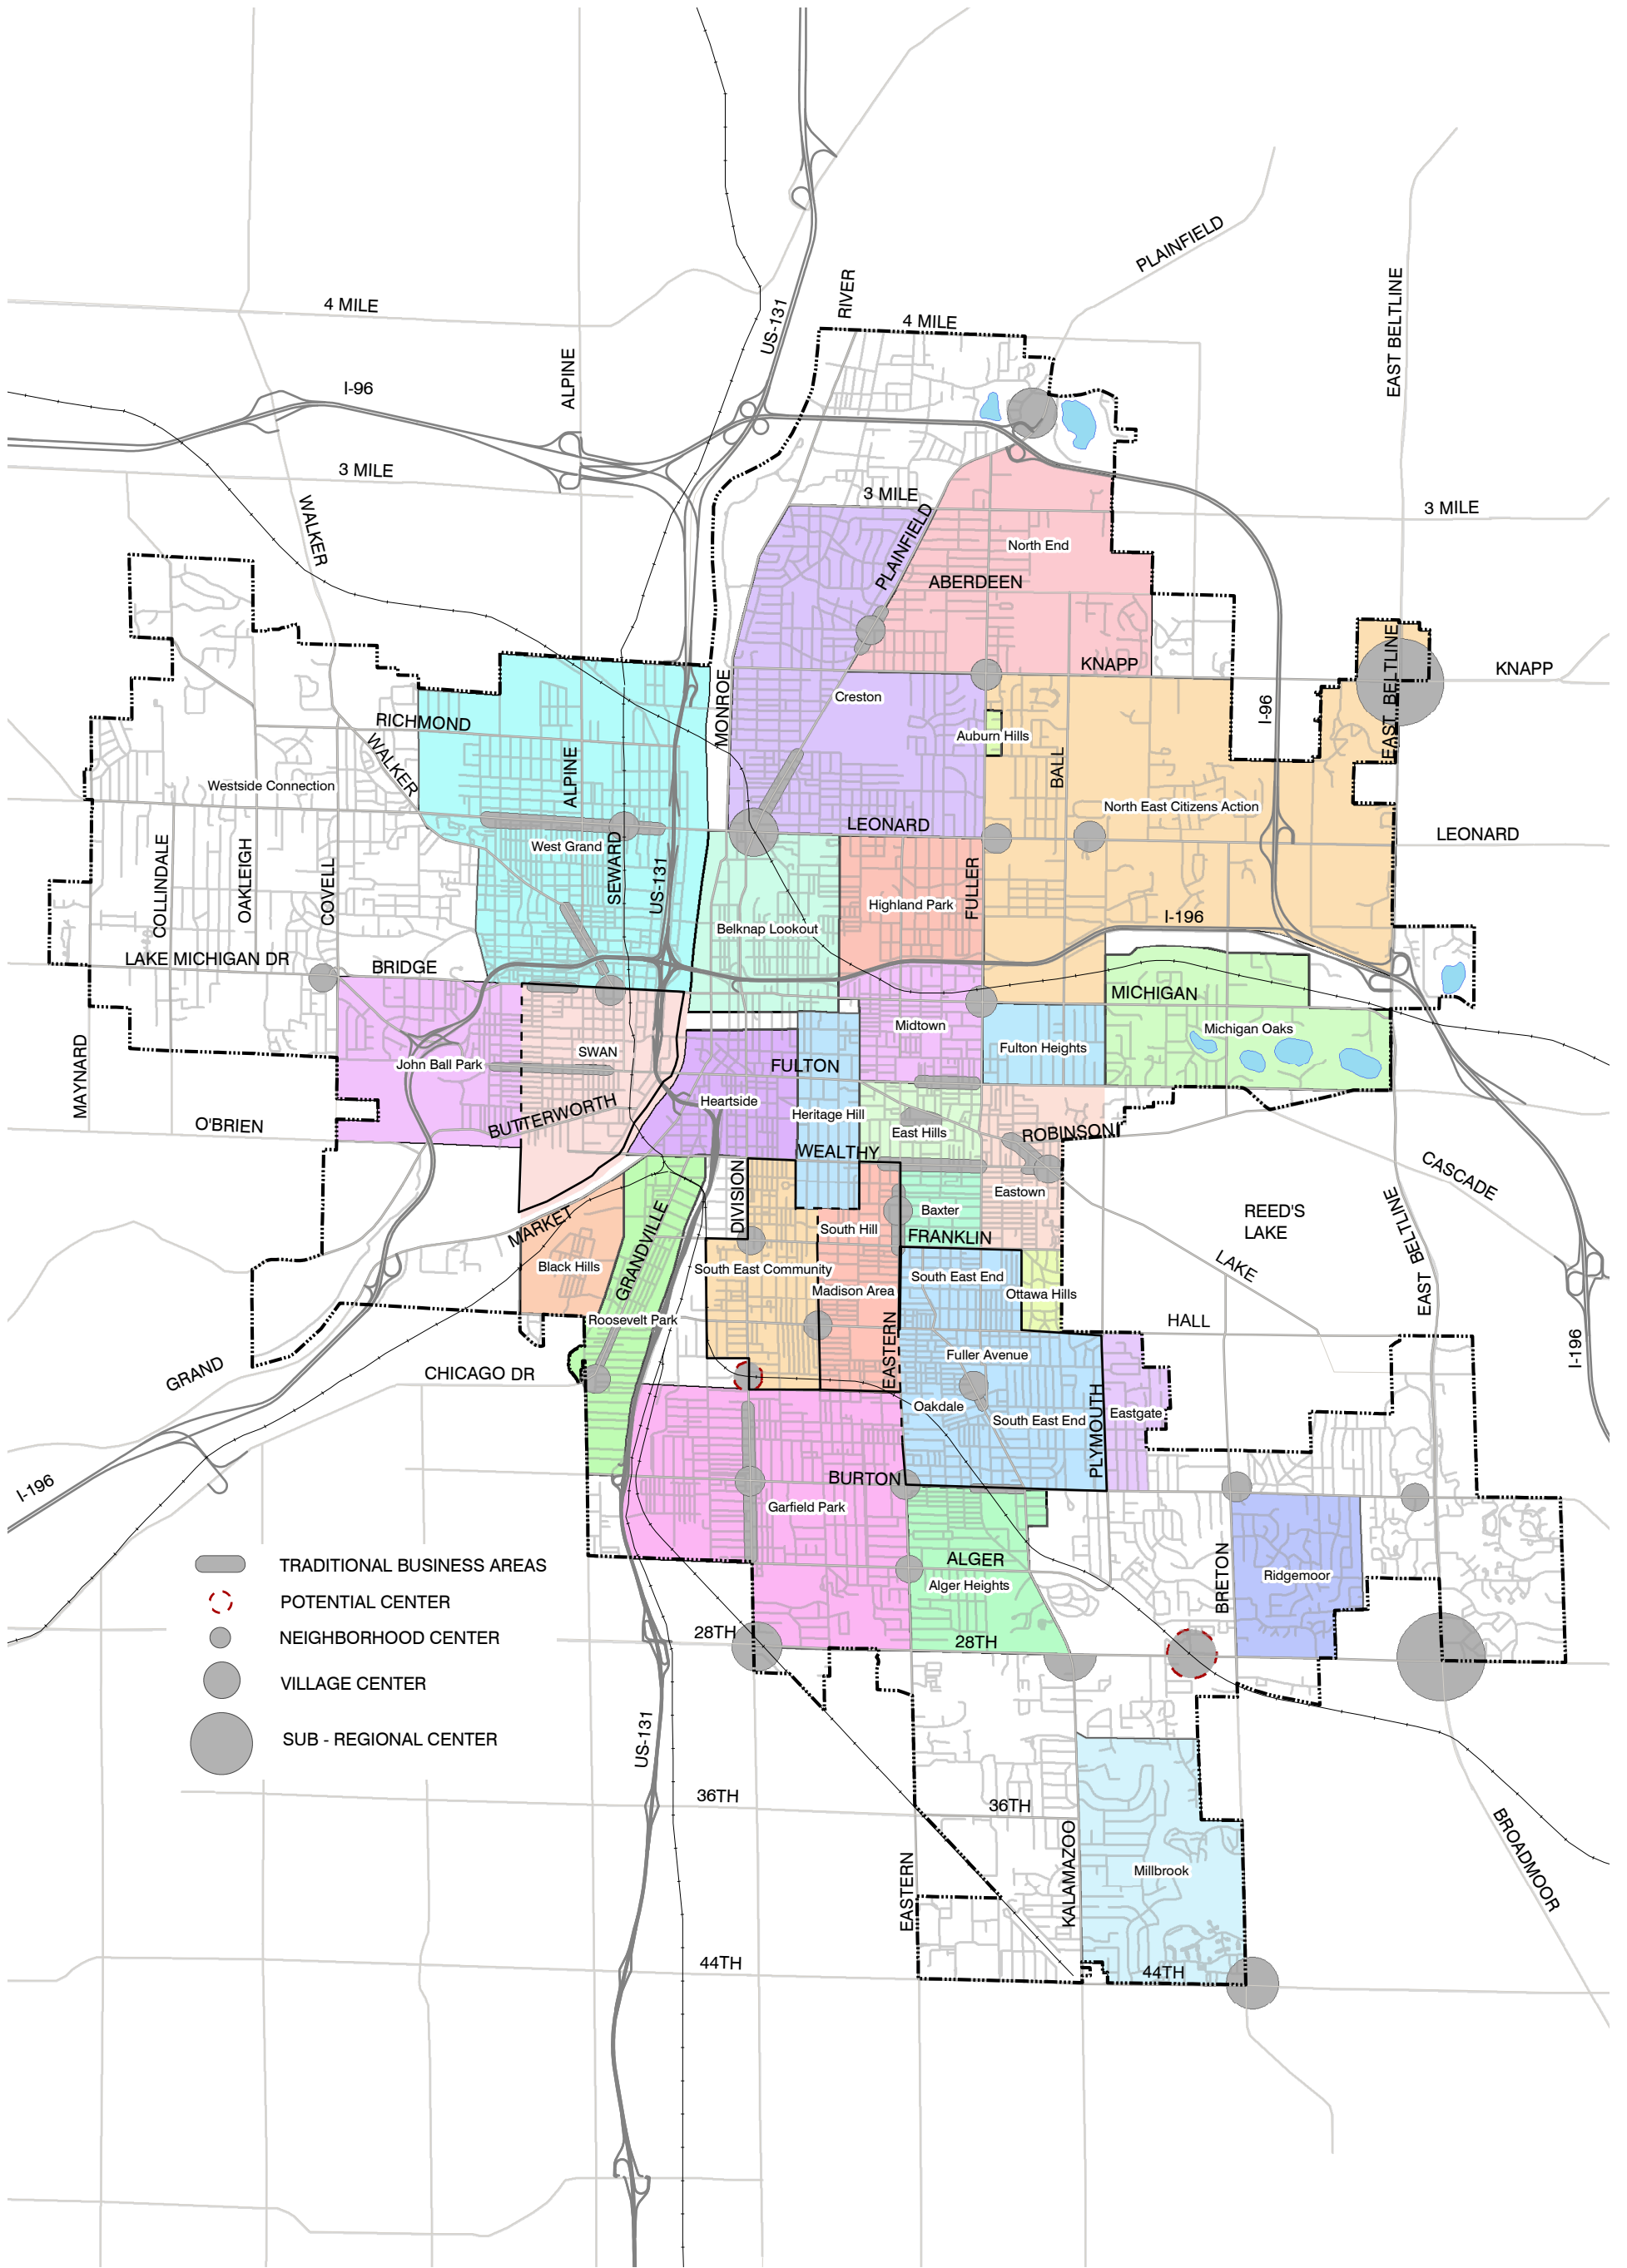 PLAINFIELD
RIVER
4 MILE
US-131
4 MILE
EAST BELTLINE
ALPINE
I-96
3 MILE
3 MILE
3 MILE
WALKER
PLAINFIELD
North End
ABERDEEN
KNAPP
KNAPP
EAST BELTLINE
MONROE
Creston
I-96
RICHMOND
Auburn Hills
WALKER
ALPINE
BALL
Westside Connection
North East Citizens Action
LEONARD
LEONARD
West Grand
SEWARD
US-131
COLLINDALE
OAKLEIGH
COVELL
FULLER
Highland Park
I-196
Belknap Lookout
LAKE MICHIGAN DR
BRIDGE
MICHIGAN
Midtown
Michigan Oaks
Fulton Heights
SWAN
John Ball Park
FULTON
MAYNARD
Heartside
Heritage Hill
BUTTERWORTH
O'BRIEN
East Hills
ROBINSON
WEALTHY
CASCADE
DIVISION
Eastown
MARKET
GRANDVILLE
Baxter
REED'S
LAKE
South Hill
FRANKLIN
EAST BELTLINE
Black Hills
South East Community
South East End
LAKE
Madison Area
Ottawa Hills
Roosevelt Park
HALL
EASTERN
Fuller Avenue
I-196
GRAND
CHICAGO DR
Oakdale
South East End
PLYMOUTH
Eastgate
I-196
BURTON
Garfield Park
ALGER
Alger Heights
BRETON
Ridgemoor
TRADITIONAL BUSINESS AREAS
POTENTIAL CENTER
NEIGHBORHOOD CENTER
VILLAGE CENTER
SUB - REGIONAL CENTER
28TH
28TH
US-131
36TH
36TH
BROADMOOR
EASTERN
KALAMAZOO
Millbrook
44TH
44TH